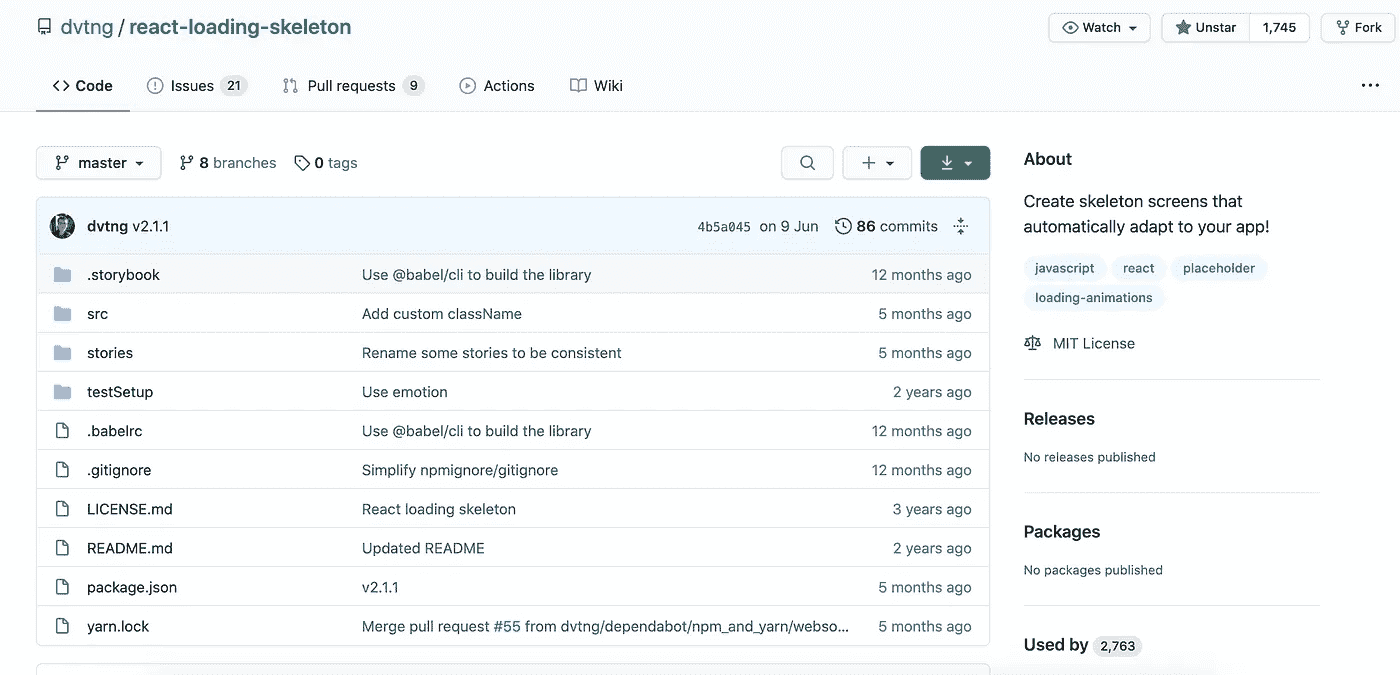 dvtng / react-loading-skeleton
Watch
Unstar 1,745
Fork
Code
Issues 21
Pull requests 9
Actions
Wiki
master
8 branches
0 tags
dvtng v2.1.1 4b5a045 on 9 Jun 86 commits
.storybook Use @babel/cli to build the library 12 months ago
src Add custom className 5 months ago
stories Rename some stories to be consistent 5 months ago
testSetup Use emotion 2 years ago
.babelrc Use @babel/cli to build the library 12 months ago
.gitignore Simplify npmignore/gitignore 12 months ago
LICENSE.md React loading skeleton 3 years ago
README.md Updated README 2 years ago
package.json v2.1.1 5 months ago
yarn.lock Merge pull request #55 from dvtng/dependabot/npm_and_yarn/webso... 5 months ago
About
Create skeleton screens that
automatically adapt to your app!
javascript react placeholder
loading-animations
MIT License
Releases
No releases published
Packages
No packages published
Used by 2,763